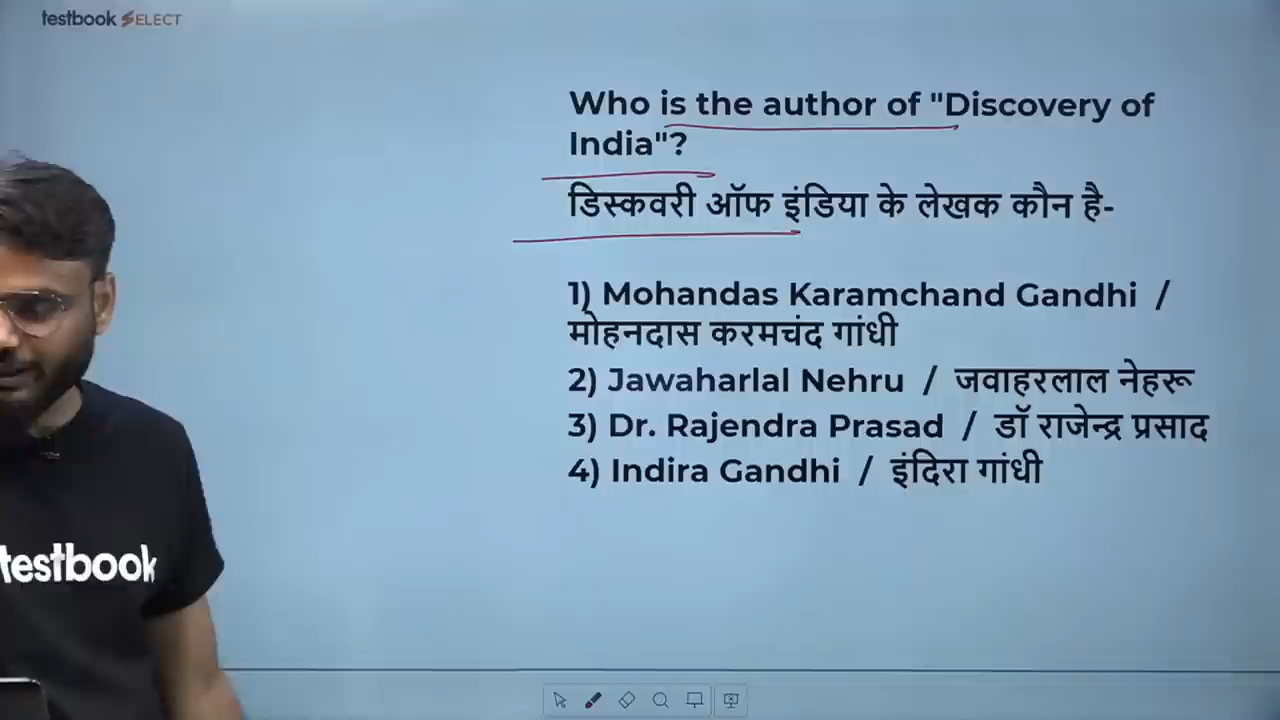 testbook SELECT
Who is the author of "Discovery of
India"?
डिस्कवरी ऑफ इंडिया के लेखक कौन है-
1) Mohandas Karamchand Gandhi /
मोहनदास करमचंद गांधी
2) Jawaharlal Nehru / जवाहरलाल नेहरू
3) Dr. Rajendra Prasad / डॉ राजेन्द्र प्रसाद
4) Indira Gandhi / इंदिरा गांधी
testbook